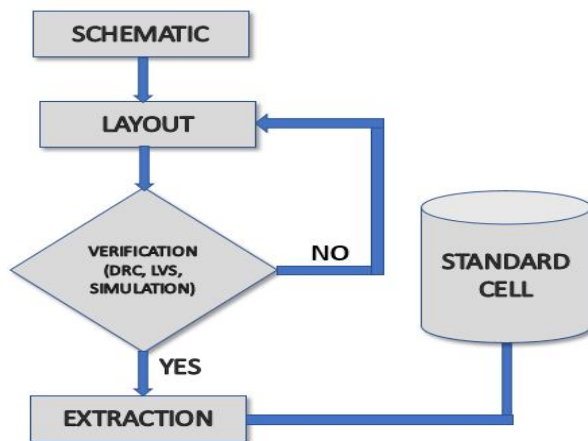 SCHEMATIC
LAYOUT
VERIFICATION
(DRC, LVS,
SIMULATION)
NO
STANDARD
CELL
YES
EXTRACTION